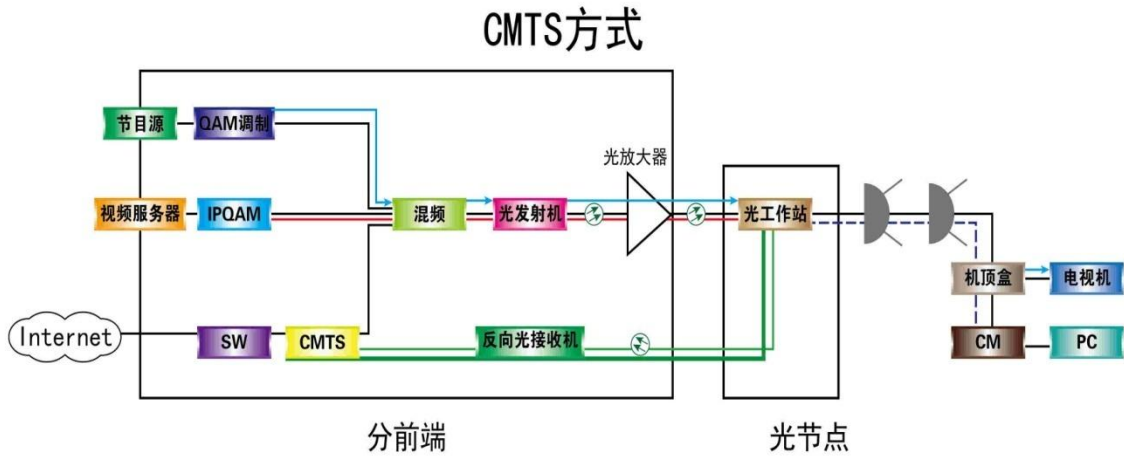 CMTS方式
节目源
QAM调制
光放大器
视频服务器
IPQAM
混频
光发射机
光工作站
机顶盒
电视机
Internet
SW
CMTS
反向光接收机
CM
PC
分前端
光节点